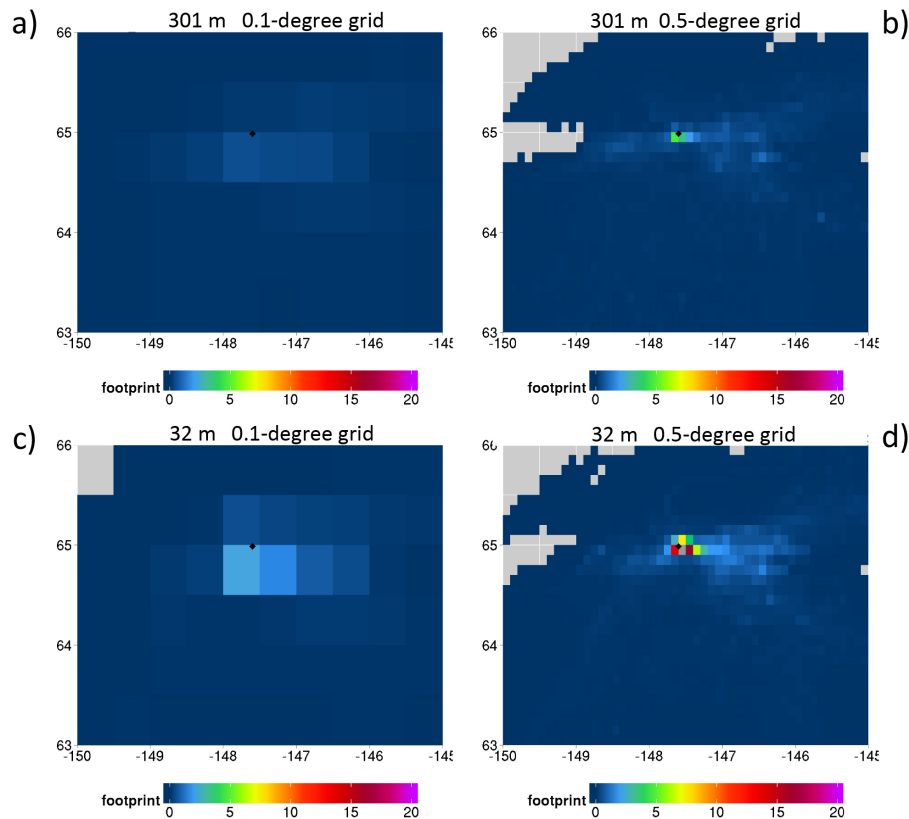 a)
301 m 0.1-degree grid
66
65
64
63
-150 -149 -148 -147 -146 -145
footprint
0 5 10 15 20
b)
301 m 0.5-degree grid
66
65
64
63
-150 -149 -148 -147 -146 -145
footprint
0 5 10 15 20
c)
32 m 0.1-degree grid
66
65
64
63
-150 -149 -148 -147 -146 -145
footprint
0 5 10 15 20
d)
32 m 0.5-degree grid
66
65
64
63
-150 -149 -148 -147 -146 -145
footprint
0 5 10 15 20